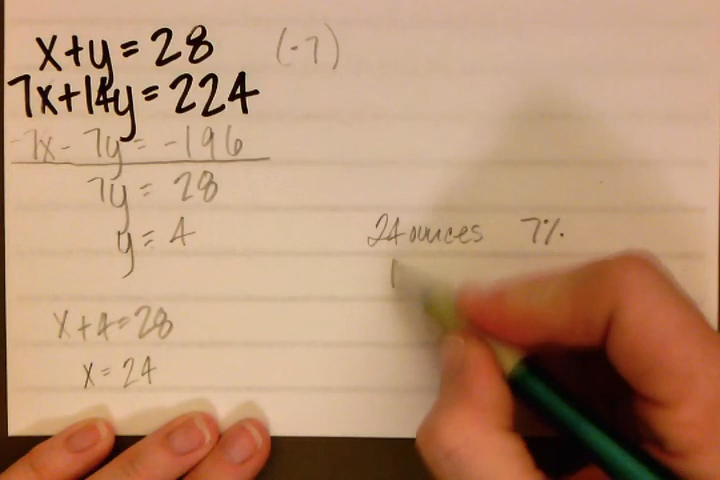 x+y=28 (-7)
7x+14y=224
-7x-7y=-196
7y=28
y=4
24 ounces 7%
x+4=28
x=24